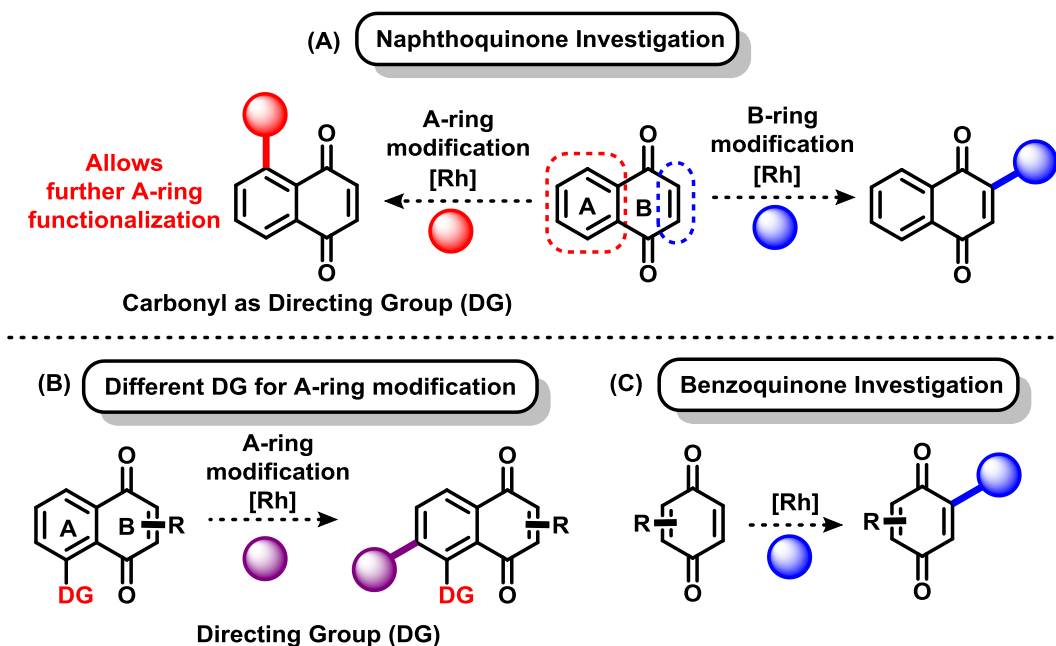 (A) Naphthoquinone Investigation
Allows
further A-ring
functionalization
O
O
A-ring
modification
[Rh]
O
A
B
O
B-ring
modification
[Rh]
O
O
Carbonyl as Directing Group (DG)
(B) Different DG for A-ring modification
O
A
B
R
DG
O
A-ring
modification
[Rh]
O
R
DG
O
Directing Group (DG)
(C) Benzoquinone Investigation
O
R
O
[Rh]
O
R
O